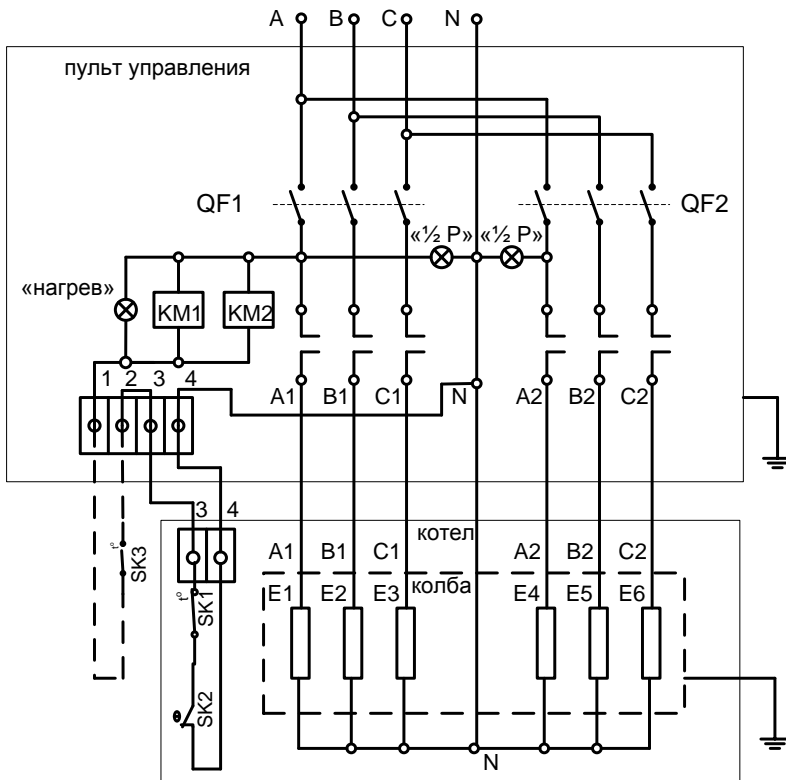 A B C N
пульт управления
QF1 QF2
«½ P» «½ P»
«нагрев»
KM1 KM2
1 2 3 4
A1 B1 C1 N A2 B2 C2
3 4
котел
A1 B1 C1 A2 B2 C2
колба
t° SK3
E1 E2 E3 E4 E5 E6
t° SK1
θ SK2
N